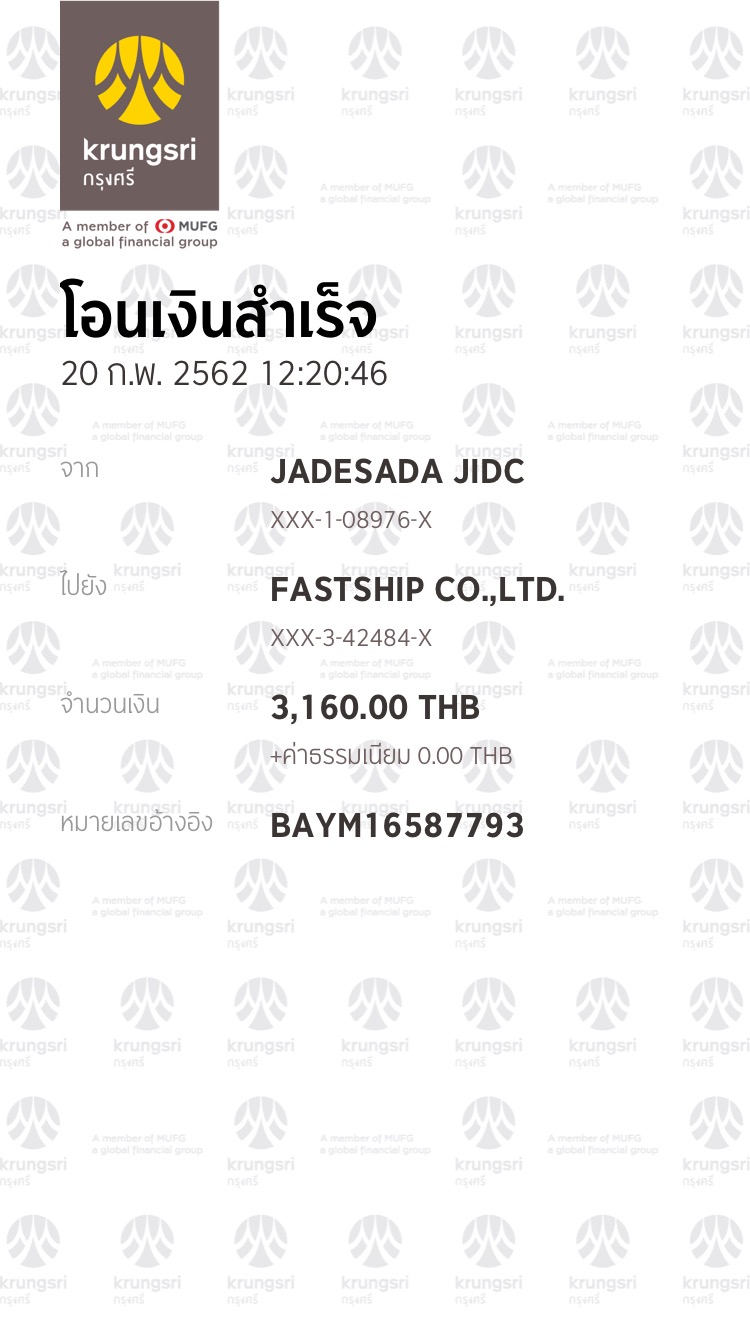 krungsri
กรุงศรี
A member of MUFG
a global financial group
โอนเงินสำเร็จ
20 ก.พ. 2562 12:20:46
จาก JADESADA JIDC
XXX-1-08976-X
ไปยัง FASTSHIP CO.,LTD.
XXX-3-42484-X
จำนวนเงิน 3,160.00 THB
+ค่าธรรมเนียม 0.00 THB
หมายเลขอ้างอิง BAYM16587793